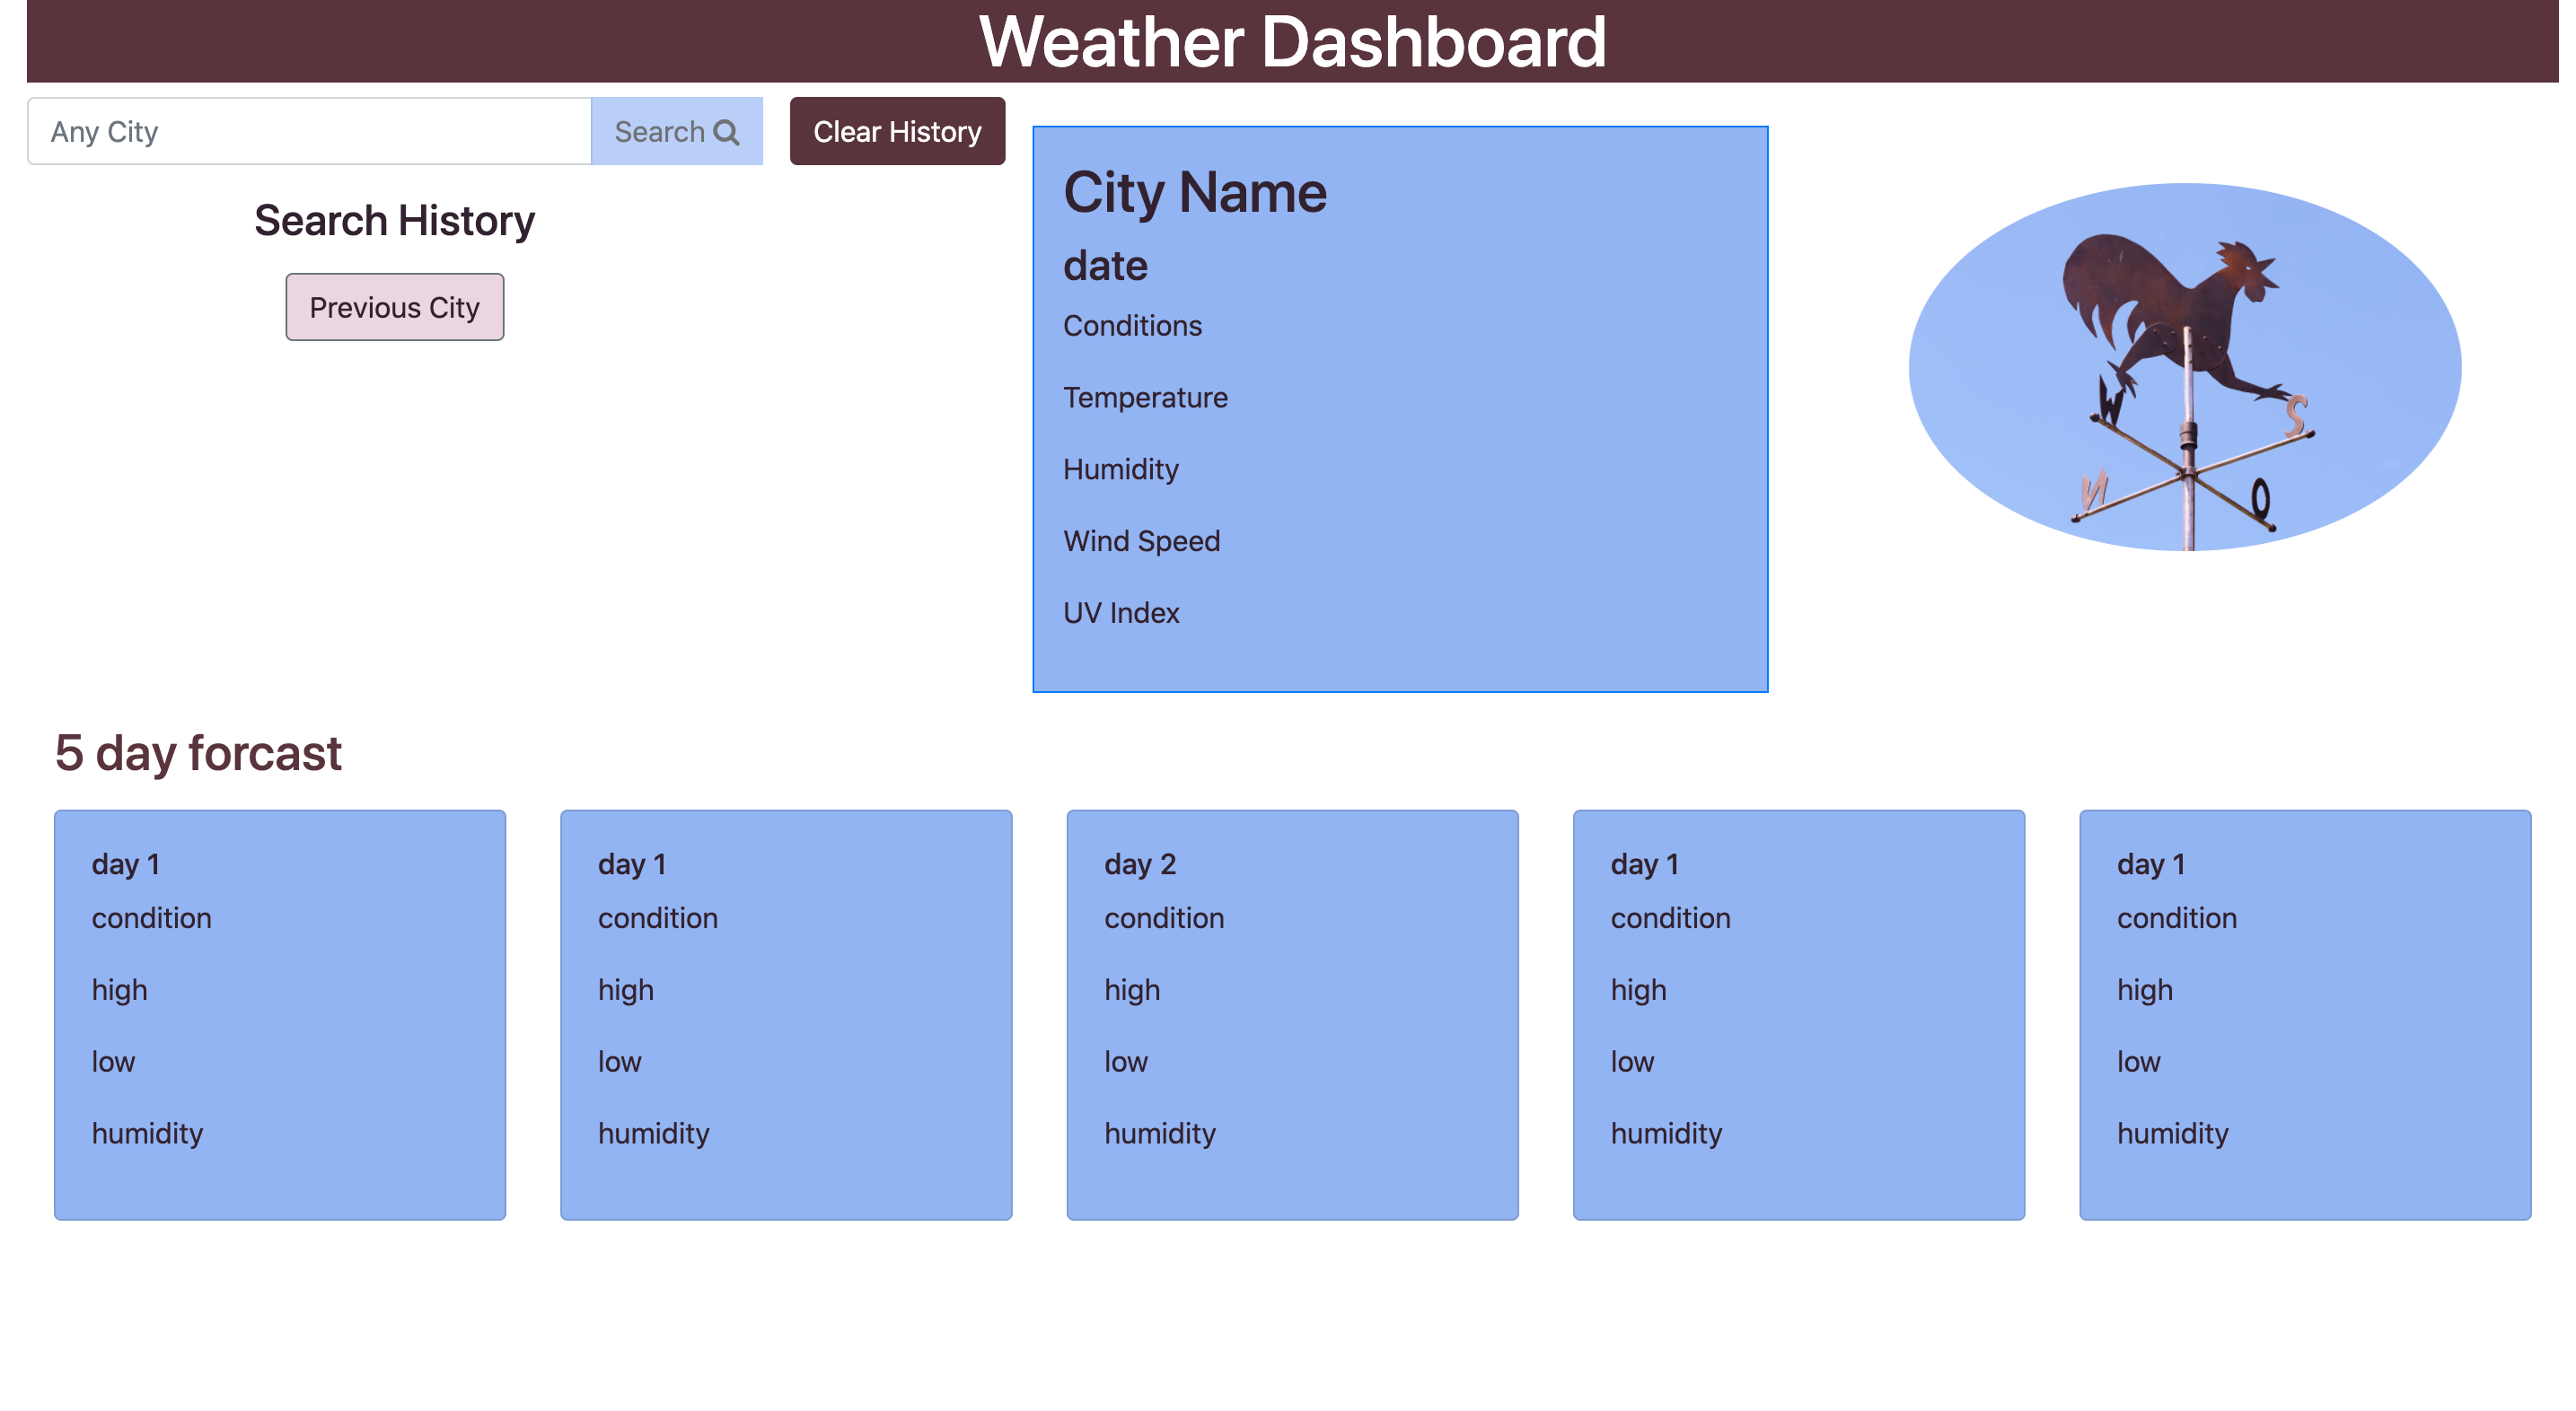 Weather Dashboard
Any City
Search
Clear History
Search History
Previous City
City Name
date
Conditions
Temperature
Humidity
Wind Speed
UV Index
W
S
N
O
5 day forcast
day 1
condition
high
low
humidity
day 1
condition
high
low
humidity
day 2
condition
high
low
humidity
day 1
condition
high
low
humidity
day 1
condition
high
low
humidity